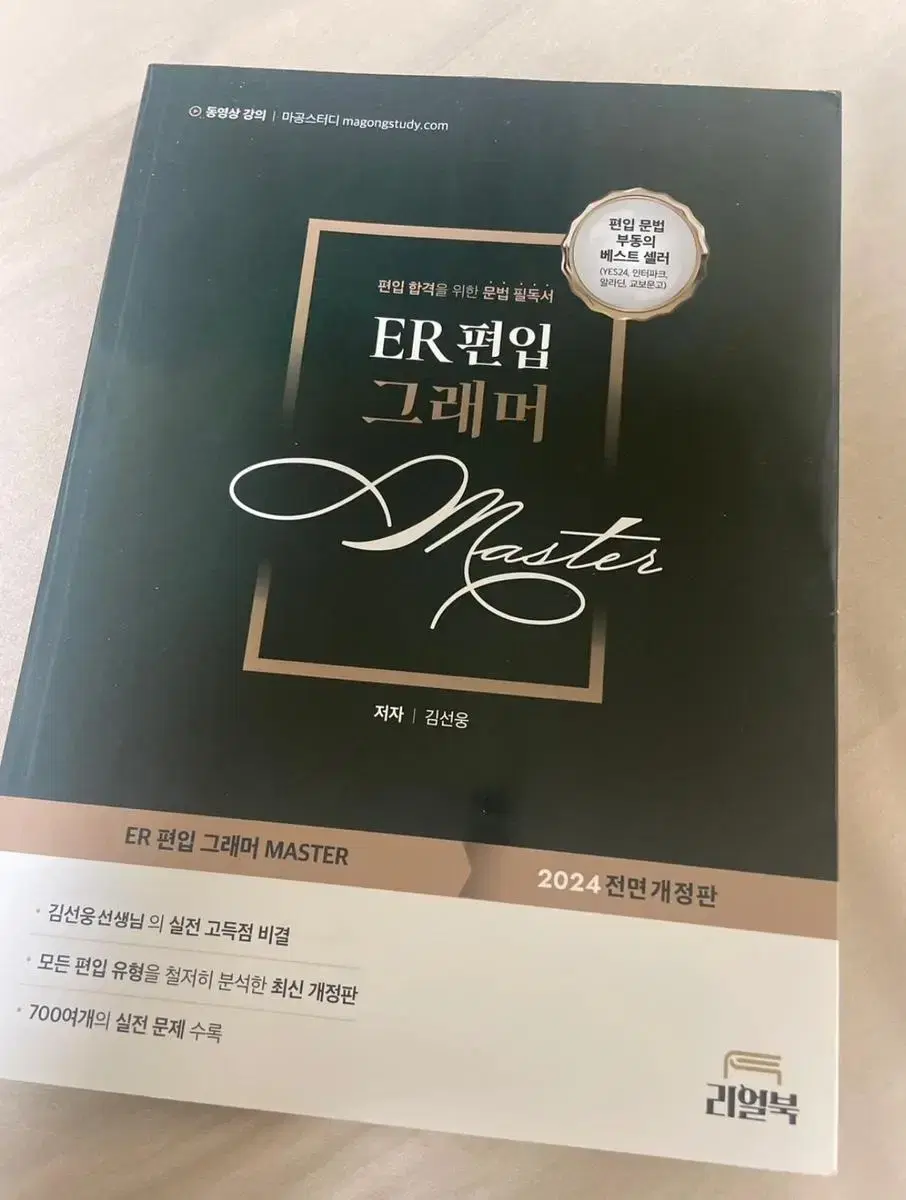 동영상 강의 | 마공스터디 magongstudy.com
편입 문법
부동의
베스트 셀러
(YES24, 인터파크,
알라딘, 교보문고)
편입 합격을 위한 문법 필독서
ER 편입
그래머
Master
저자 | 김선웅
ER 편입 그래머 MASTER
2024 전면 개정판
• 김선웅 선생님의 실전 고득점 비결
• 모든 편입 유형을 철저히 분석한 최신 개정판
• 700여개의 실전 문제 수록
리얼북